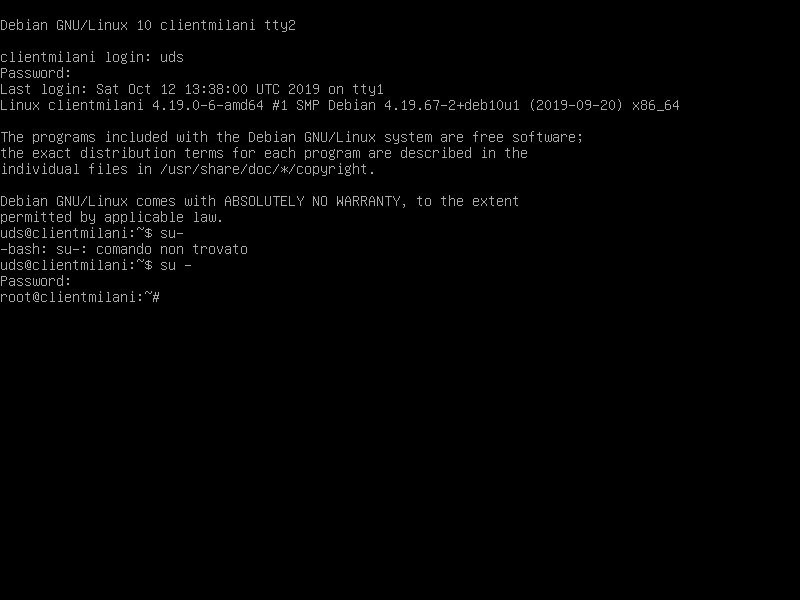 Debian GNU/Linux 10 clientmilani tty2
clientmilani login: uds
Password:
Last login: Sat Oct 12 13:38:00 UTC 2019 on tty1
Linux clientmilani 4.19.0-6-amd64 #1 SMP Debian 4.19.67-2+deb10u1 (2019-09-20) x86_64
The programs included with the Debian GNU/Linux system are free software;
the exact distribution terms for each program are described in the
individual files in /usr/share/doc/*/copyright.
Debian GNU/Linux comes with ABSOLUTELY NO WARRANTY, to the extent
permitted by applicable law.
uds@clientmilani:~$ su-
-bash: su-: comando non trovato
uds@clientmilani:~$ su -
Password:
root@clientmilani:~#